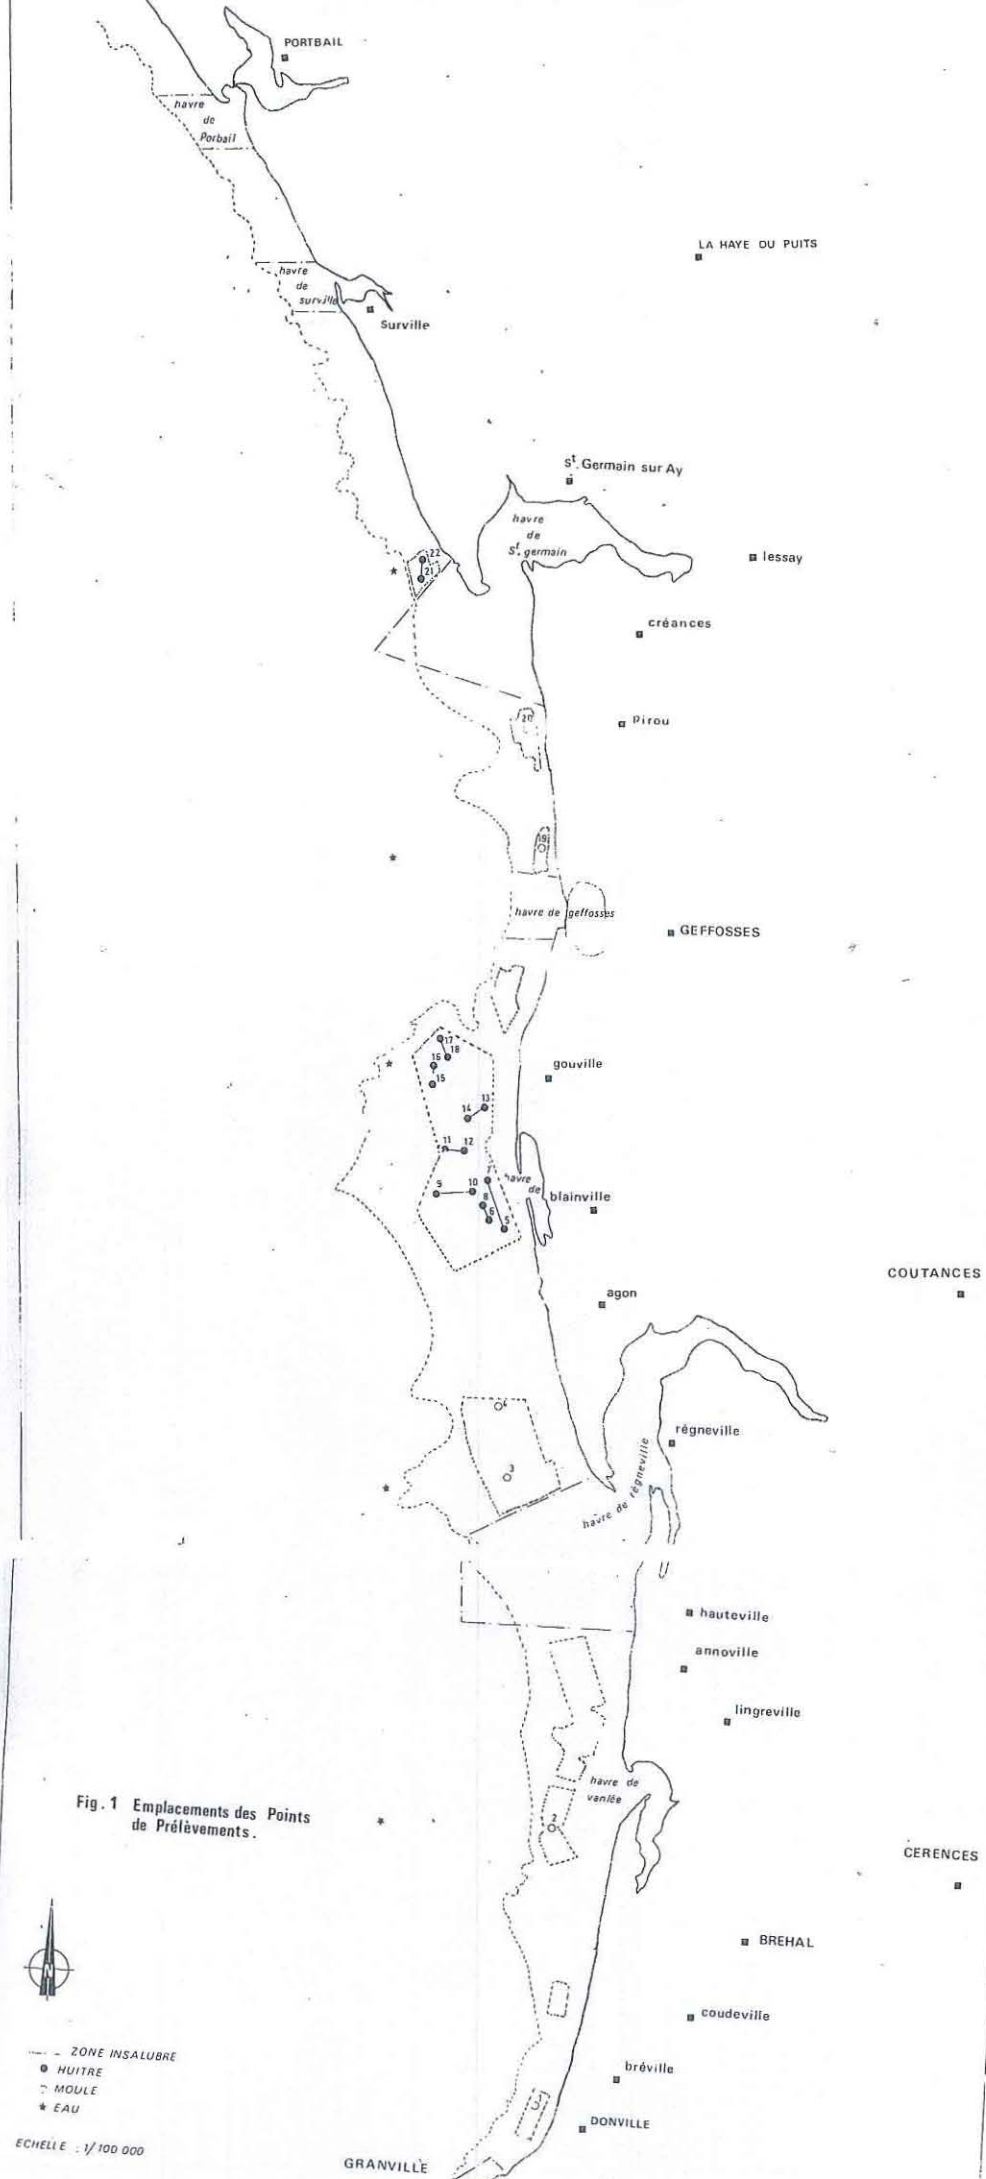 PORTBAIL
havre
de
Porbail
LA HAYE DU PUITS
havre
de
surville
Surville
St. Germain sur Ay
havre
de
St. germain
lessay
22
21
créances
20
Pirou
19
havre de geffosses
GEFFOSSES
17
18
16
15
gouville
13
14
11
12
havre
de
blainville
9
10
7
8
6
5
agon
COUTANCES
4
3
régneville
havre de régneville
hauteville
annoville
lingreville
havre de
vanlée
2
Fig.1 Emplacements des Points
de Prélèvements.
CERENCES
N
BREHAL
coudeville
bréville
1
DONVILLE
GRANVILLE
ZONE INSALUBRE
HUITRE
MOULE
EAU
ECHELLE : 1/100 000